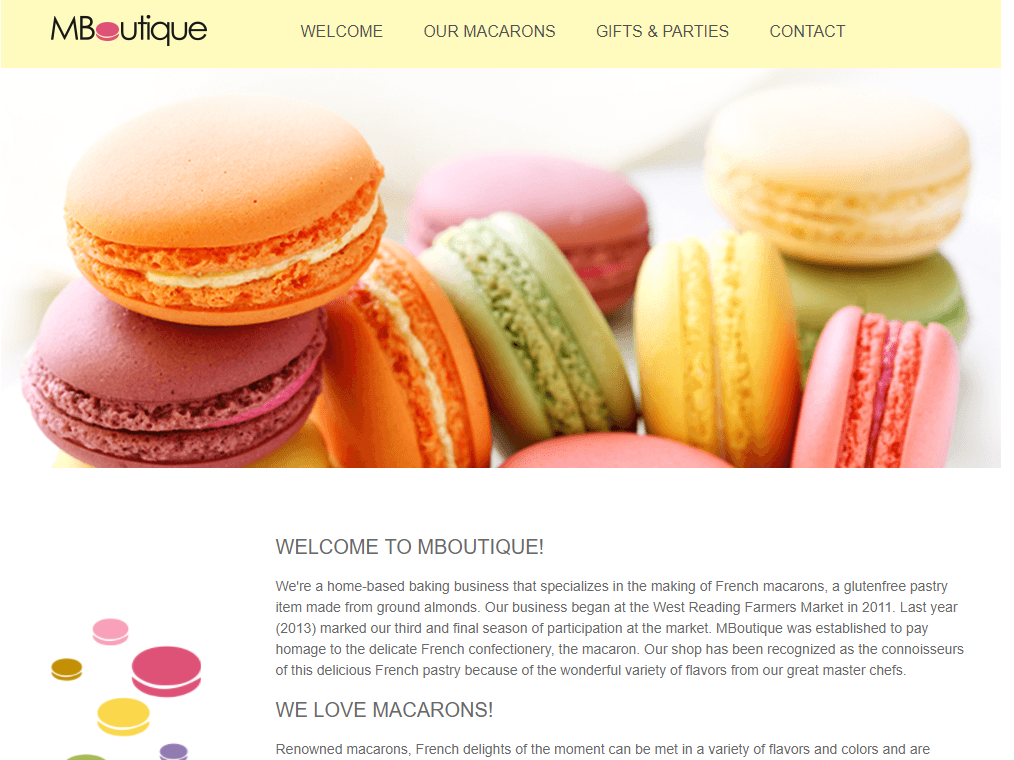 MBoutique
WELCOME
OUR MACARONS
GIFTS & PARTIES
CONTACT
WELCOME TO MBOUTIQUE!
We're a home-based baking business that specializes in the making of French macarons, a glutenfree pastry
item made from ground almonds. Our business began at the West Reading Farmers Market in 2011. Last year
(2013) marked our third and final season of participation at the market. MBoutique was established to pay
homage to the delicate French confectionery, the macaron. Our shop has been recognized as the connoisseurs
of this delicious French pastry because of the wonderful variety of flavors from our great master chefs.
WE LOVE MACARONS!
Renowned macarons, French delights of the moment can be met in a variety of flavors and colors and are